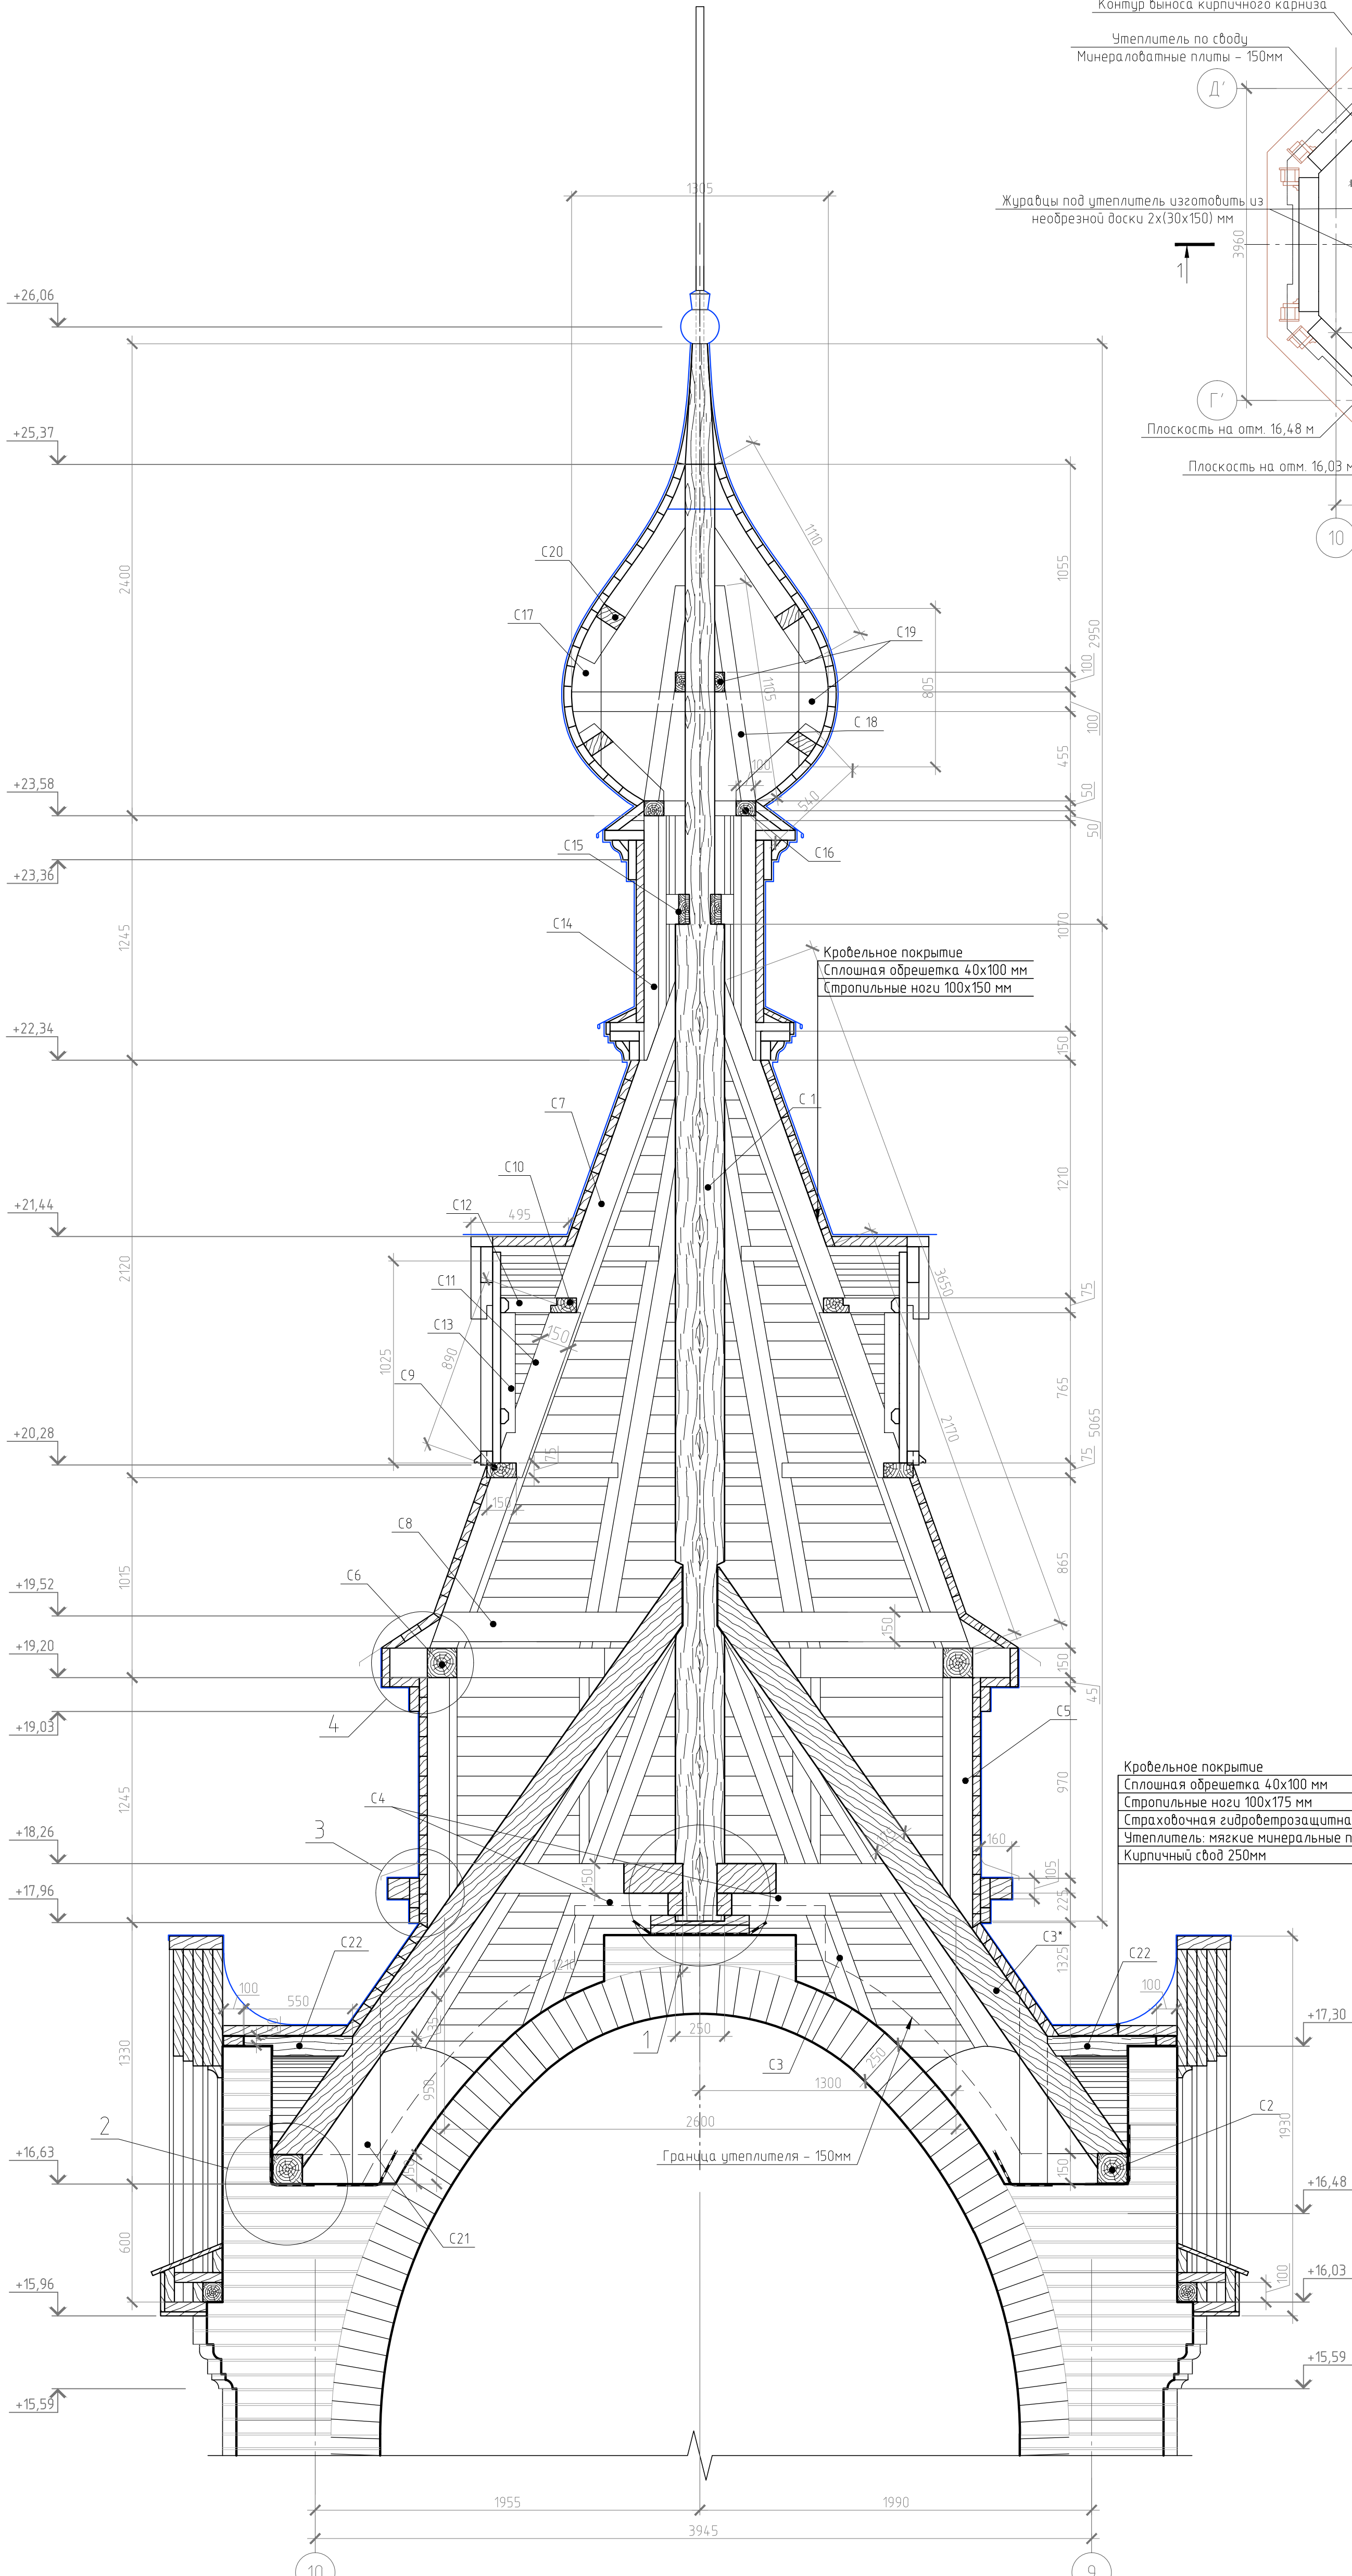 Контур выноса кирпичного карниза
Утеплитель по своду
Минераловатные плиты - 150мм
Д'
Журавцы под утеплитель изготовить из
необрезной доски 2х(30х150) мм
3960
1
Г'
Плоскость на отм. 16,48 м
Плоскость на отм. 16,03 м
10
1305
+26,06
+25,37
1110
2400
1055
С20
С17
С19
2950
100
1105
805
С 18
100
455
100
+23,58
540
50
50
С15
С16
+23,36
С14
1245
1070
Кровельное покрытие
Сплошная обрешетка 40х100 мм
Стропильные ноги 100х150 мм
+22,34
150
С7
С 1
С10
1210
С12
+21,44
495
2120
3650
С11
75
С13
150
1025
890
С9
765
2170
5065
+20,28
75
75
150
С8
С6
1015
865
+19,52
150
+19,20
150
45
+19,03
4
С5
С4
1245
970
Кровельное покрытие
Сплошная обрешетка 40х100 мм
Стропильные ноги 100х175 мм
Страховочная гидроветрозащитна
Утеплитель: мягкие минеральные п
Кирпичный свод 250мм
3
160
+18,26
150
105
225
+17,96
С22
С3*
С22
1210
1325
100
550
100
+17,30
1
250
С3
250
1330
950
1300
2
2600
С2
1930
+16,63
Граница утеплителя - 150мм
150
150
+16,48
С21
600
+15,96
+16,03
100
+15,59
+15,59
1955
1990
3945
10
9